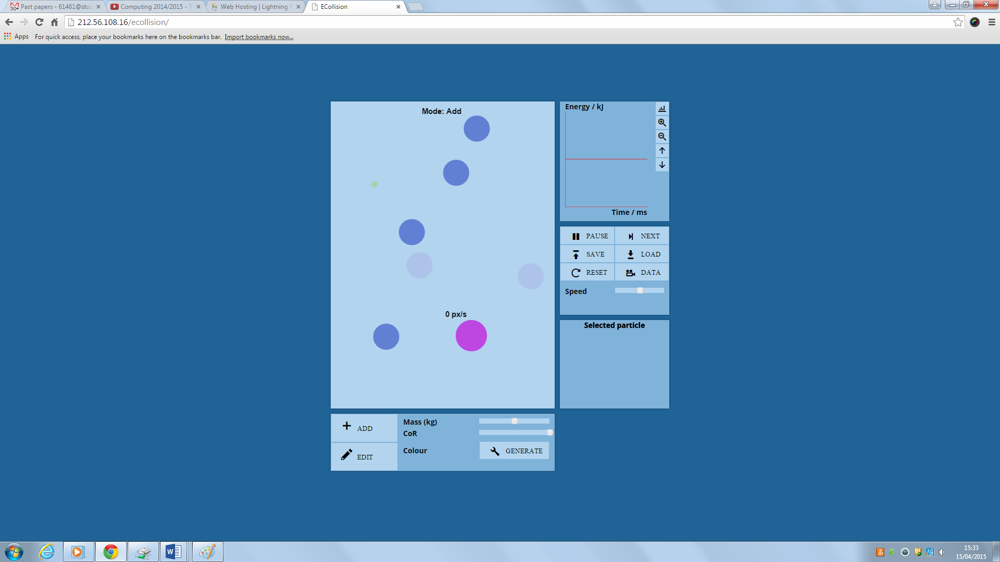 30+ Past papers - 61461@stuc
Computing 2014/2015 - T
Web Hosting | Lightning F
ECollision
212.56.108.16/ecollision/
Apps For quick access, place your bookmarks here on the bookmarks bar. Import bookmarks now...
Mode: Add
Energy / kJ
Time / ms
PAUSE NEXT
SAVE LOAD
RESET DATA
Speed
0 px/s
Selected particle
ADD
EDIT
Mass (kg)
CoR
Colour
GENERATE
15:33
15/04/2015